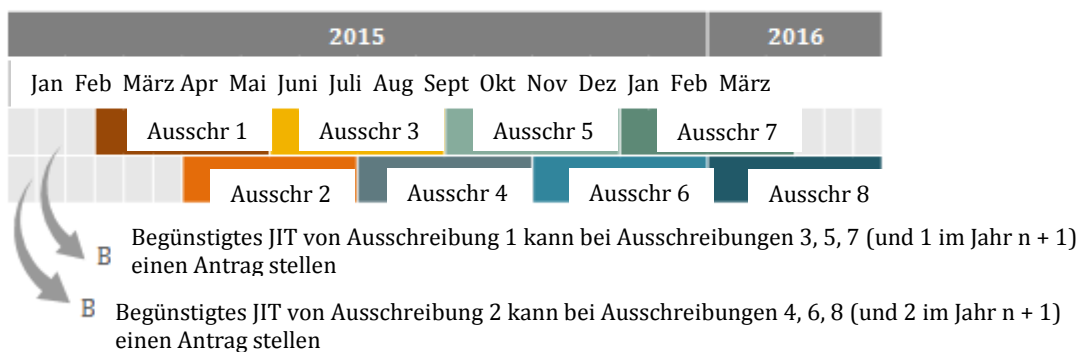 2015 2016
Jan Feb März Apr Mai Juni Juli Aug Sept Okt Nov Dez Jan Feb März
Ausschr 1 Ausschr 3 Ausschr 5 Ausschr 7
Ausschr 2 Ausschr 4 Ausschr 6 Ausschr 8
B Begünstigtes JIT von Ausschreibung 1 kann bei Ausschreibungen 3, 5, 7 (und 1 im Jahr n + 1)
einen Antrag stellen
B Begünstigtes JIT von Ausschreibung 2 kann bei Ausschreibungen 4, 6, 8 (und 2 im Jahr n + 1)
einen Antrag stellen